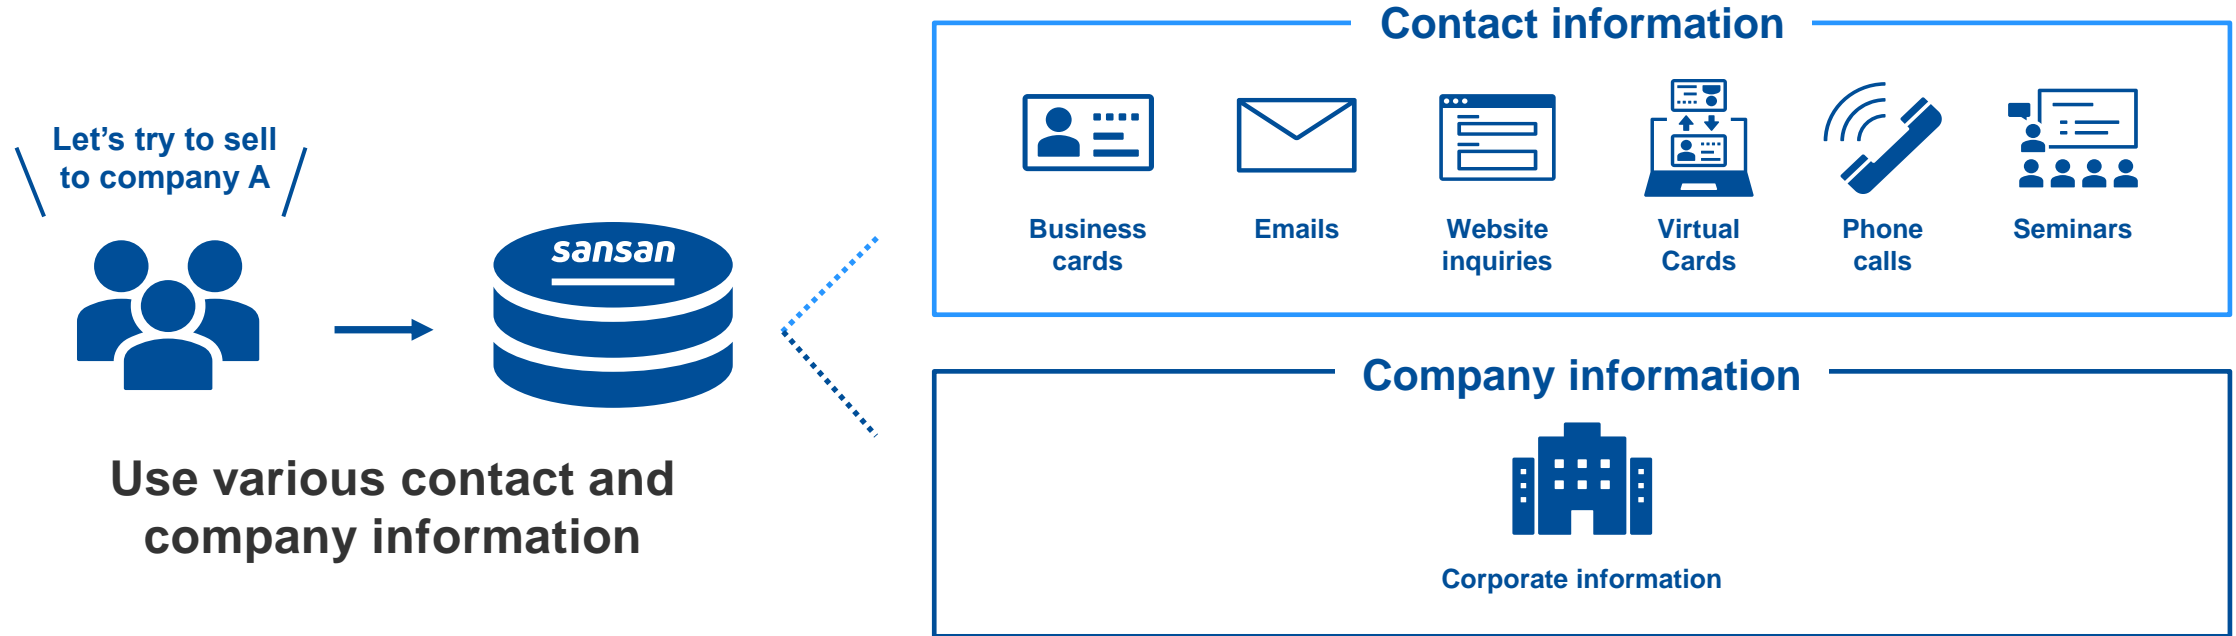 Let’s try to sell
to company A
sansan
Use various contact and
company information
Contact information
Business
cards
Emails
Website
inquiries
Virtual
Cards
Phone
calls
Seminars
Company information
Corporate information